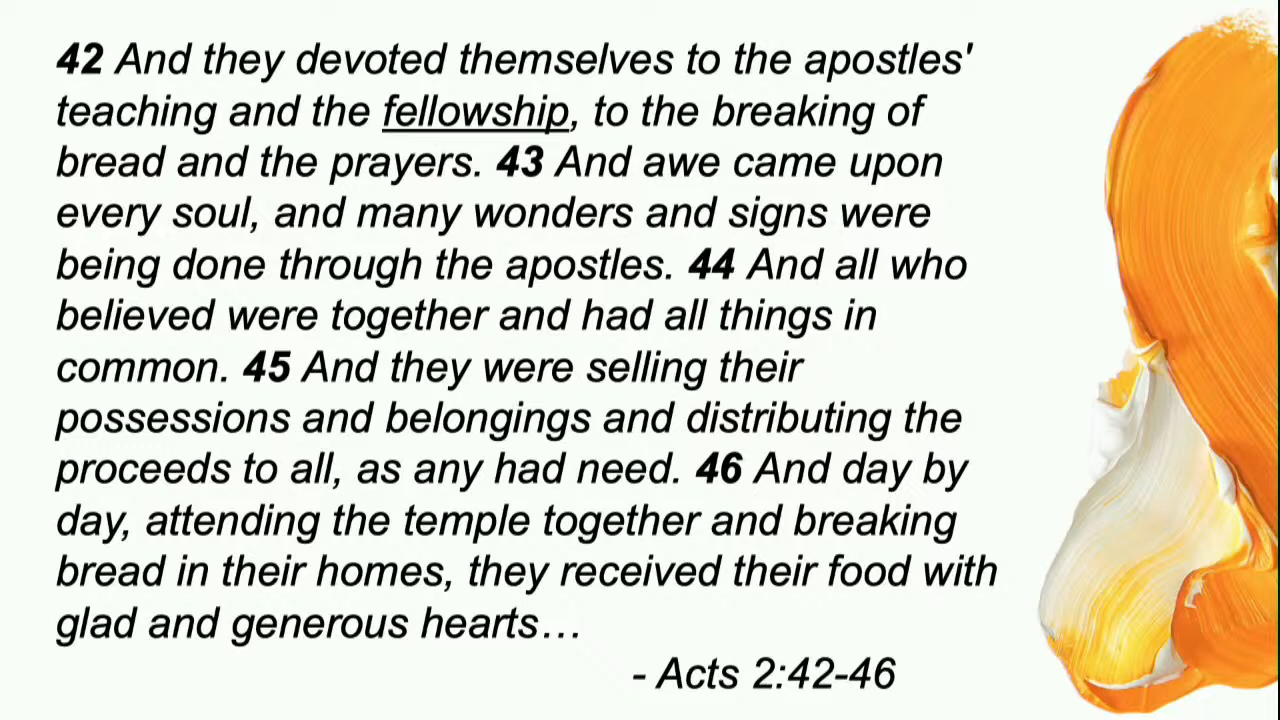 42 And they devoted themselves to the apostles'
teaching and the fellowship, to the breaking of
bread and the prayers. 43 And awe came upon
every soul, and many wonders and signs were
being done through the apostles. 44 And all who
believed were together and had all things in
common. 45 And they were selling their
possessions and belongings and distributing the
proceeds to all, as any had need. 46 And day by
day, attending the temple together and breaking
bread in their homes, they received their food with
glad and generous hearts…
- Acts 2:42-46